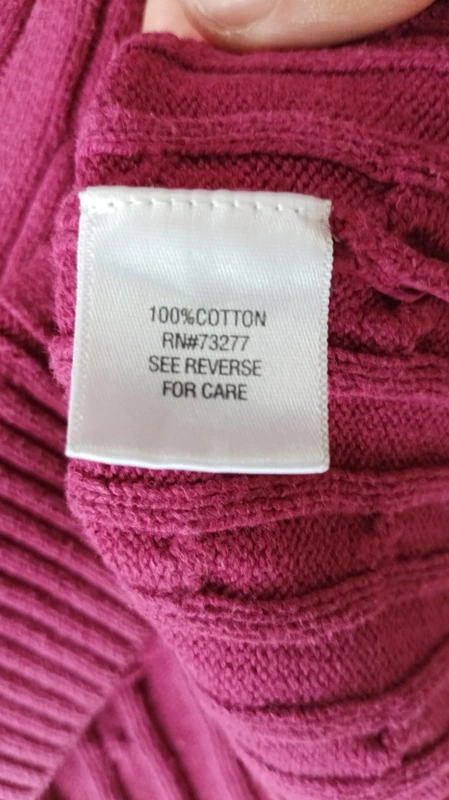 100%COTTON
RN#73277
SEE REVERSE
FOR CARE